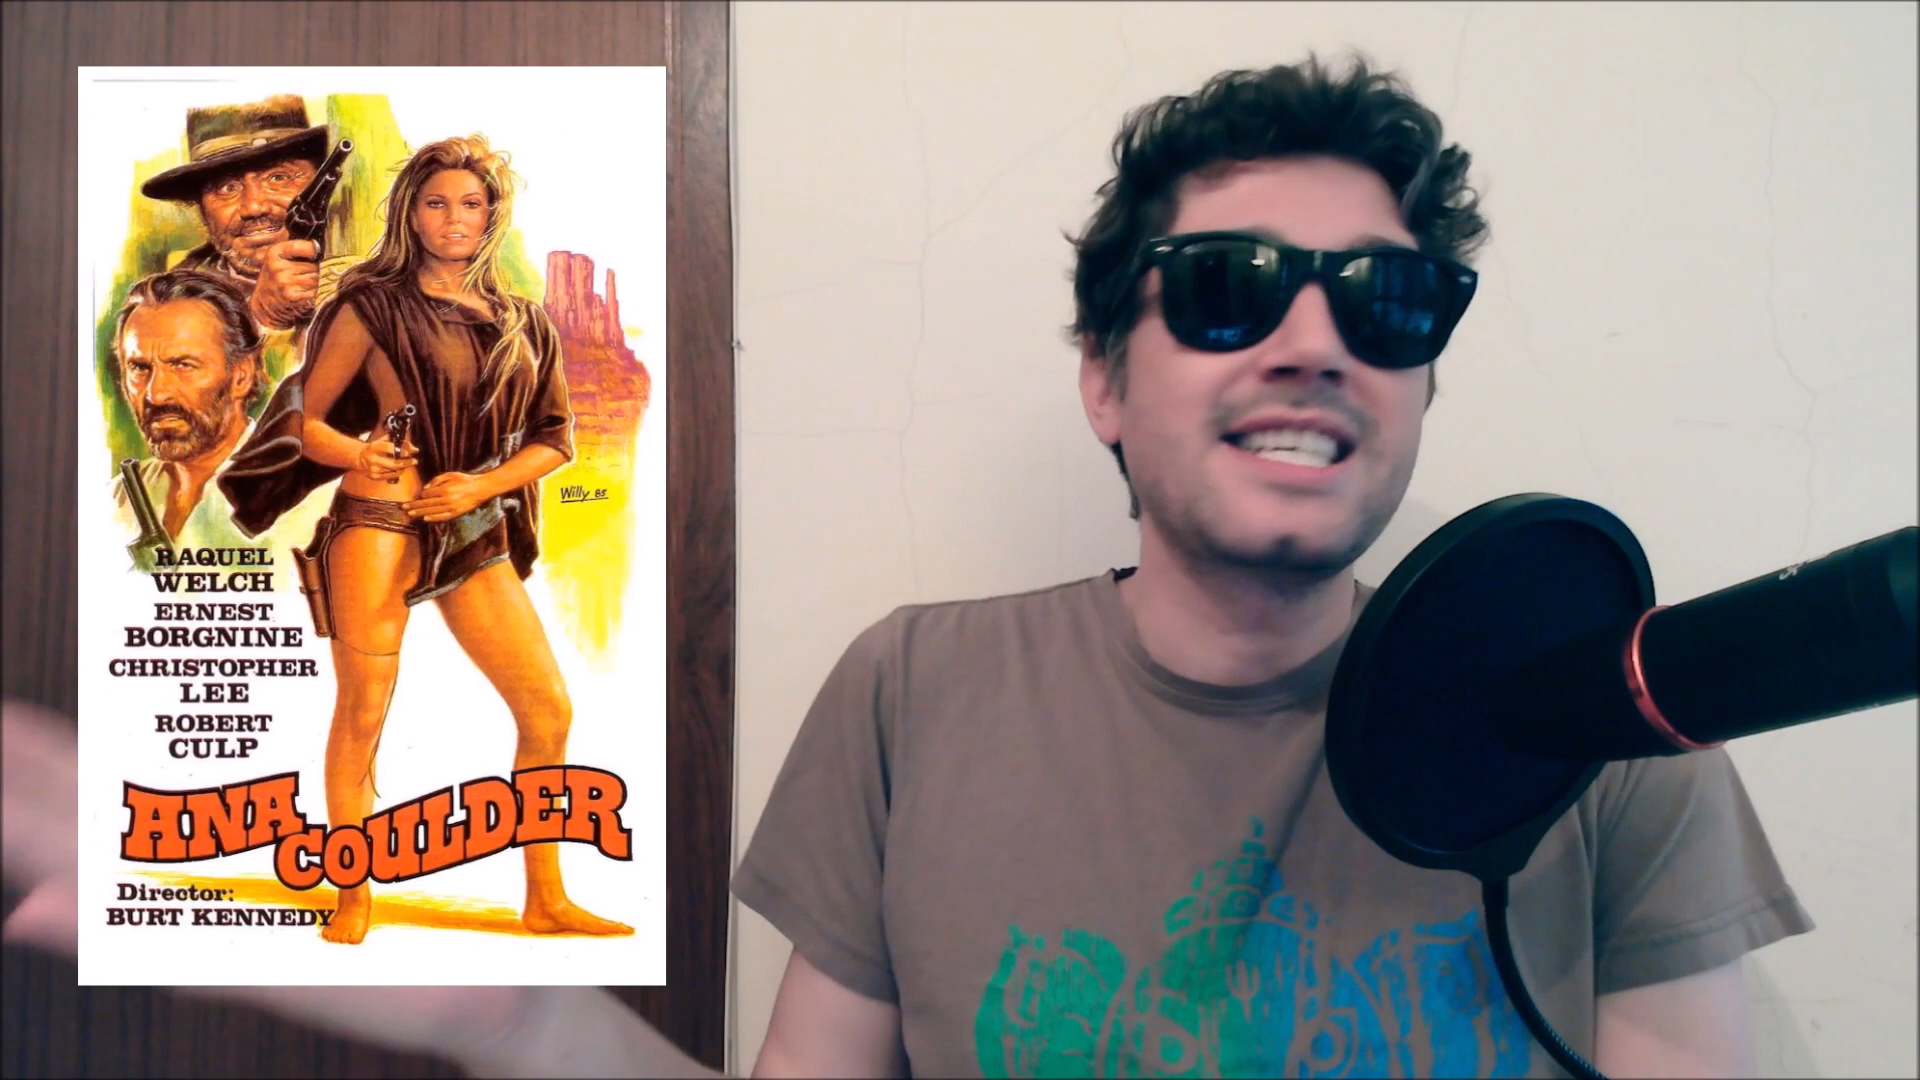 Willy 85
RAQUEL
WELCH
ERNEST
BORGNINE
CHRISTOPHER
LEE
ROBERT
CULP
ANA
COULDER
Director:
BURT KENNEDY